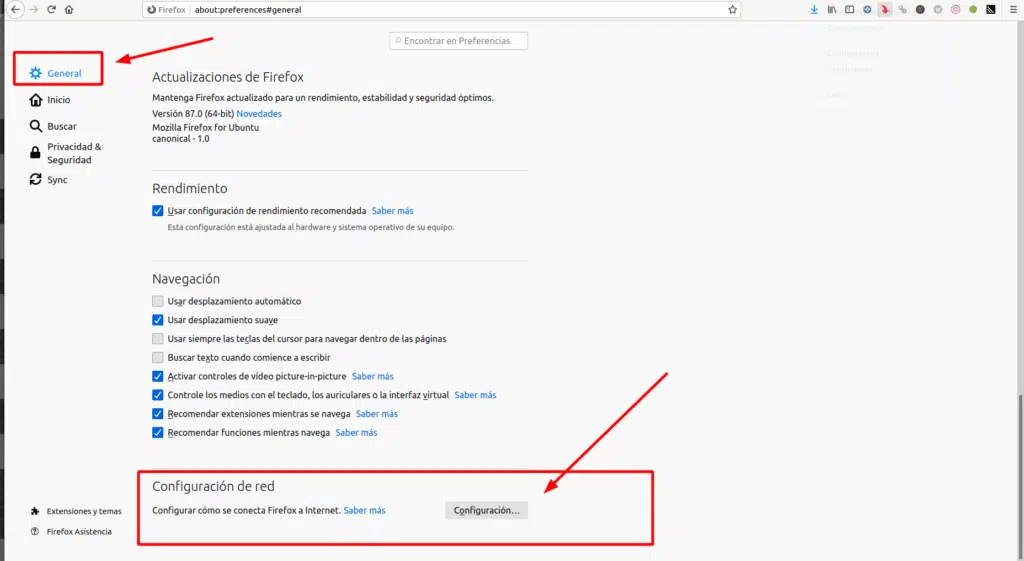 Firefox about:preferences#general
Encontrar en Preferencias
General
Inicio
Buscar
Privacidad &
Seguridad
Sync
Extensiones y temas
Firefox Asistencia
Actualizaciones de Firefox
Mantenga Firefox actualizado para un rendimiento, estabilidad y seguridad óptimos.
Versión 87.0 (64-bit) Novedades
Mozilla Firefox for Ubuntu
canonical - 1.0
Rendimiento
Usar configuración de rendimiento recomendada Saber más
Esta configuración está ajustada al hardware y sistema operativo de su equipo.
Navegación
Usar desplazamiento automático
Usar desplazamiento suave
Usar siempre las teclas del cursor para navegar dentro de las páginas
Buscar texto cuando comience a escribir
Activar controles de vídeo picture-in-picture Saber más
Controle los medios con el teclado, los auriculares o la interfaz virtual Saber más
Recomendar extensiones mientras se navega Saber más
Recomendar funciones mientras navega Saber más
Configuración de red
Configurar cómo se conecta Firefox a Internet. Saber más
Configuración...